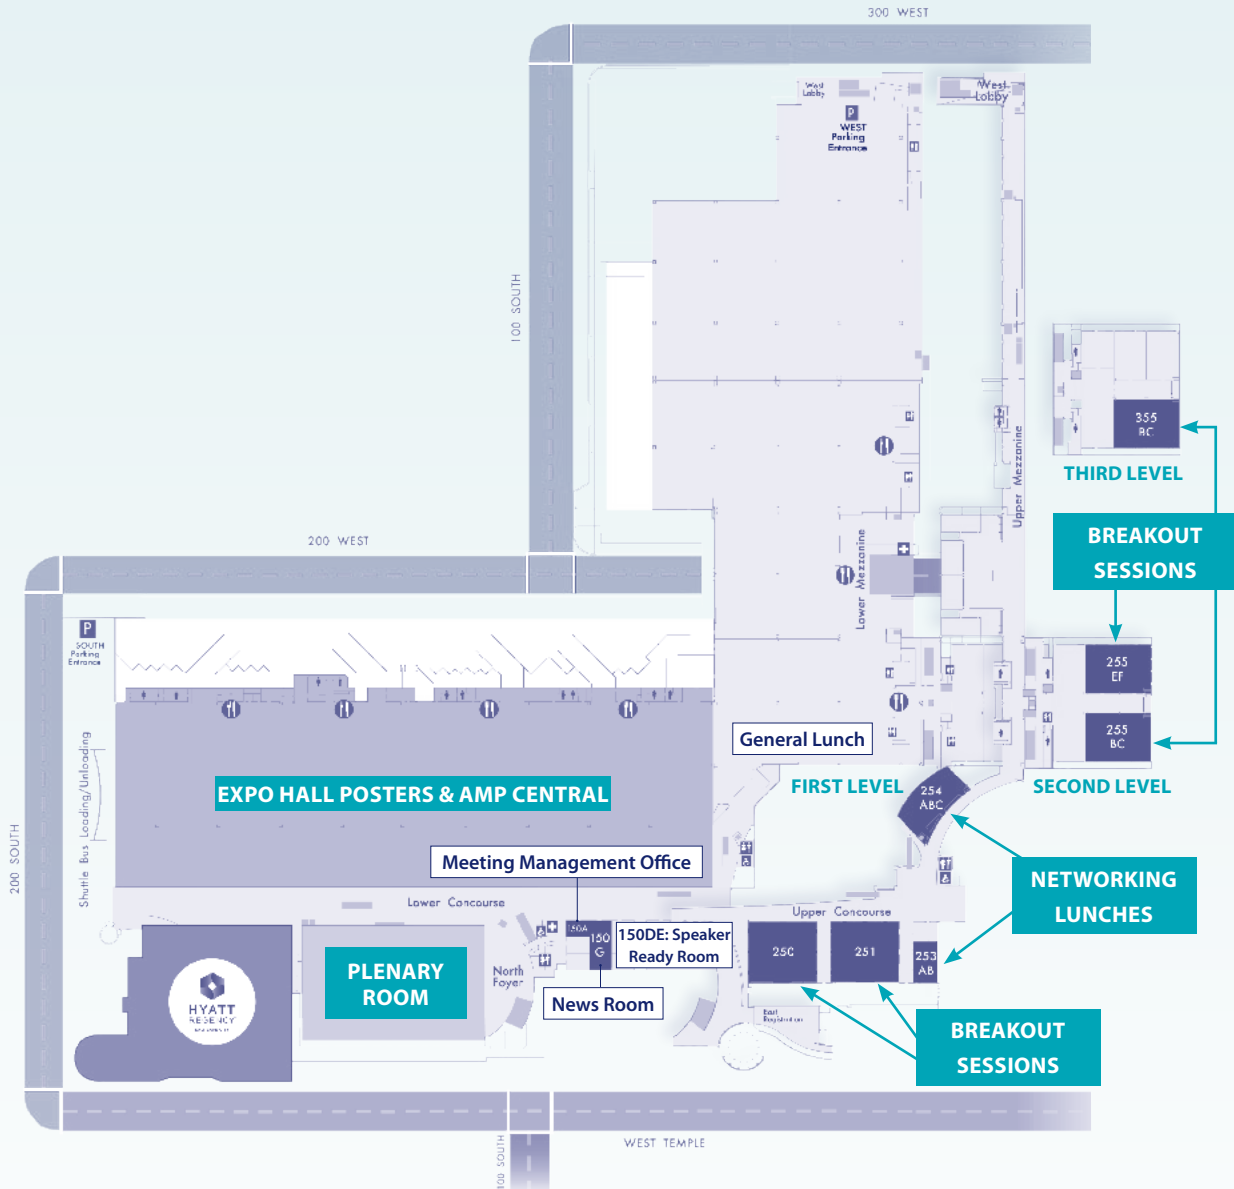 300 WEST
West
Lobby
West
Lobby
P
WEST
Parking
Entrance
100 SOUTH
355
BC
THIRD LEVEL
Upper Mezzanine
BREAKOUT
SESSIONS
200 WEST
Lower Mezzanine
P
SOUTH
Parking
Entrance
255
EF
255
BC
General Lunch
FIRST LEVEL
SECOND LEVEL
254
ABC
Shuttle Bus Loading/Unloading
EXPO HALL POSTERS & AMP CENTRAL
200 SOUTH
Meeting Management Office
NETWORKING
LUNCHES
Lower Concourse
Upper Concourse
150A
150
G
150DE: Speaker
Ready Room
250
251
253
AB
PLENARY
ROOM
North
Foyer
HYATT
REGENCY
News Room
East
Registration
BREAKOUT
SESSIONS
WEST TEMPLE
100 SOUTH